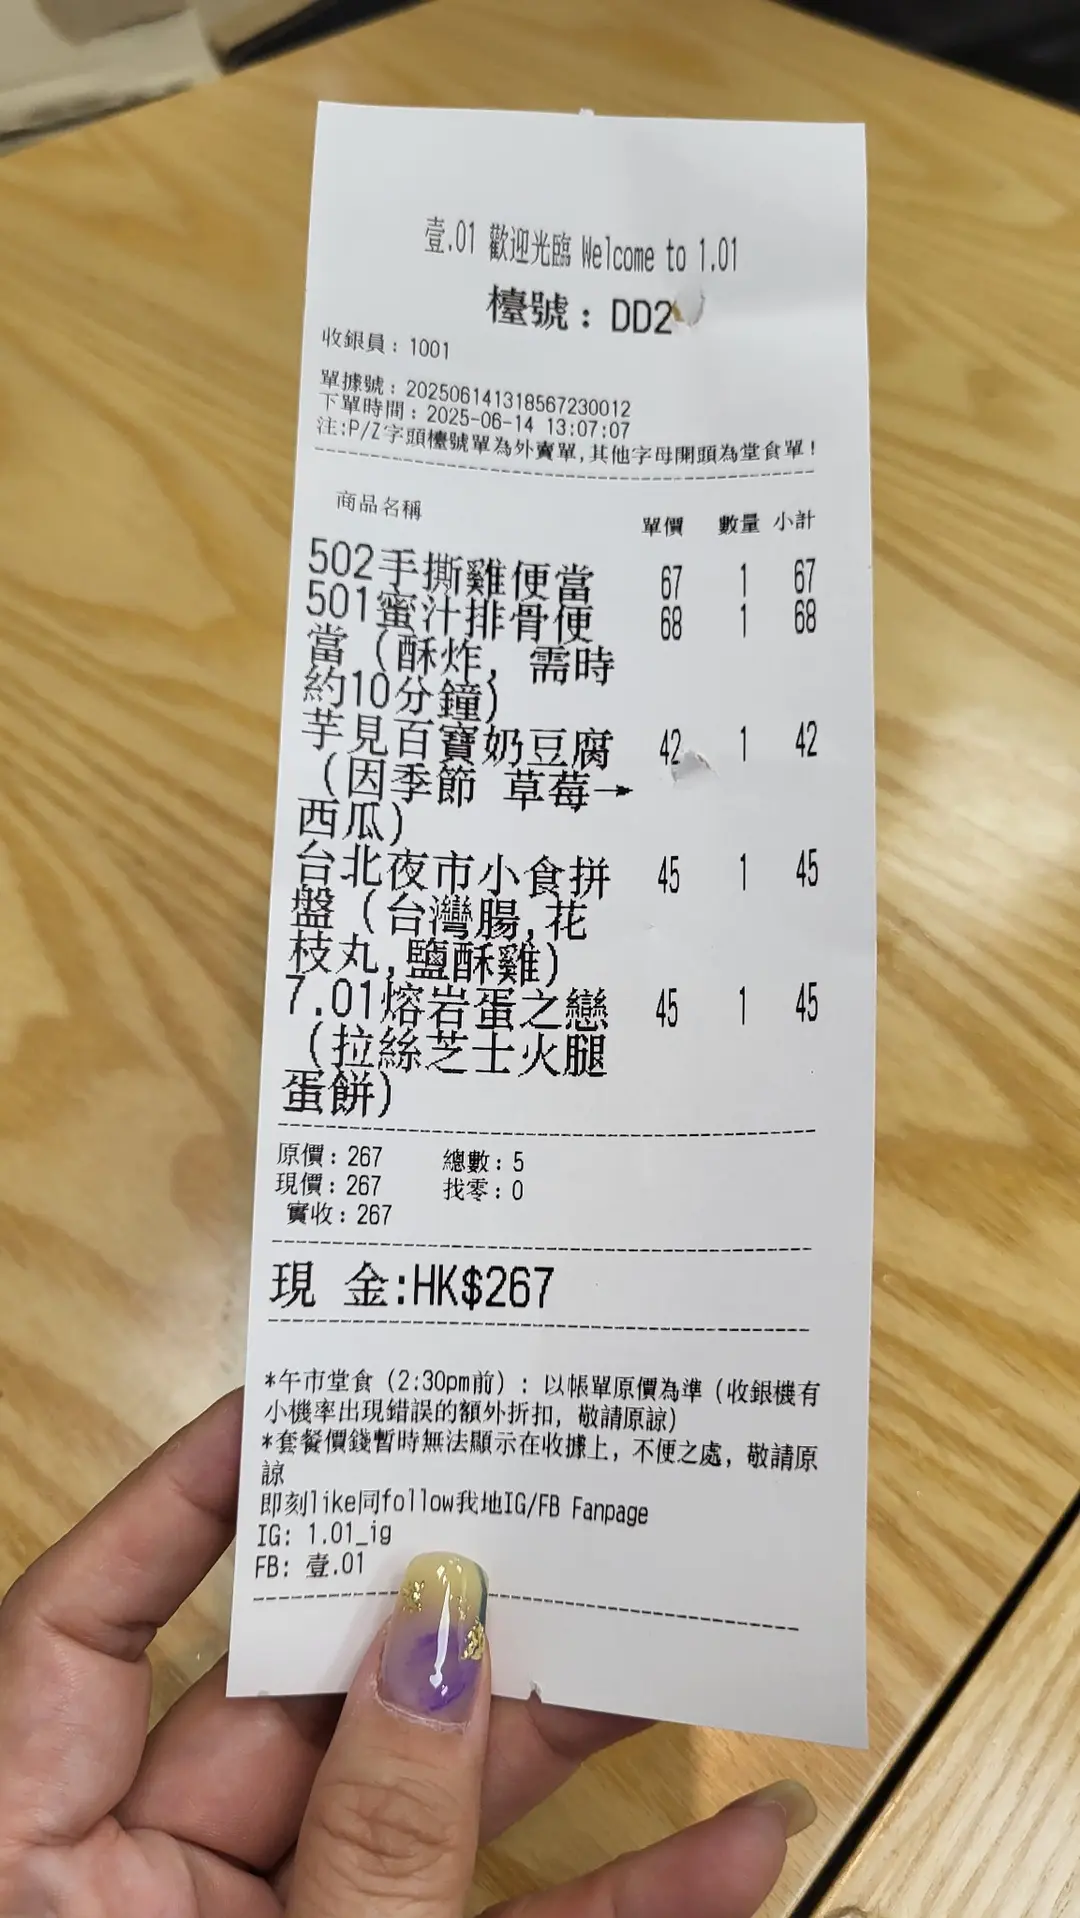 壹.01 歡迎光臨 Welcome to 1.01
檯號：DD2
收銀員：1001
單據號：202506141318567230012
下單時間：2025-06-14 13:07:07
注:P/Z字頭檯號單為外賣單,其他字母開頭為堂食單!
商品名稱 單價 數量 小計
502手撕雞便當 67 1 67
501蜜汁排骨便 68 1 68
當（酥炸，需時
約10分鐘）
芋見百寶奶豆腐 42 1 42
（因季節 草莓→
西瓜）
台北夜市小食拼 45 1 45
盤（台灣腸,花
枝丸,鹽酥雞）
7.01熔岩蛋之戀 45 1 45
（拉絲芝士火腿
蛋餅）
原價：267 總數：5
現價：267 找零：0
實收：267
現 金:HK$267
*午市堂食（2:30pm前）：以帳單原價為準（收銀機有
小機率出現錯誤的額外折扣，敬請原諒）
*套餐價錢暫時無法顯示在收據上，不便之處，敬請原
諒
即刻like同follow我地IG/FB Fanpage
IG: 1.01_ig
FB: 壹.01